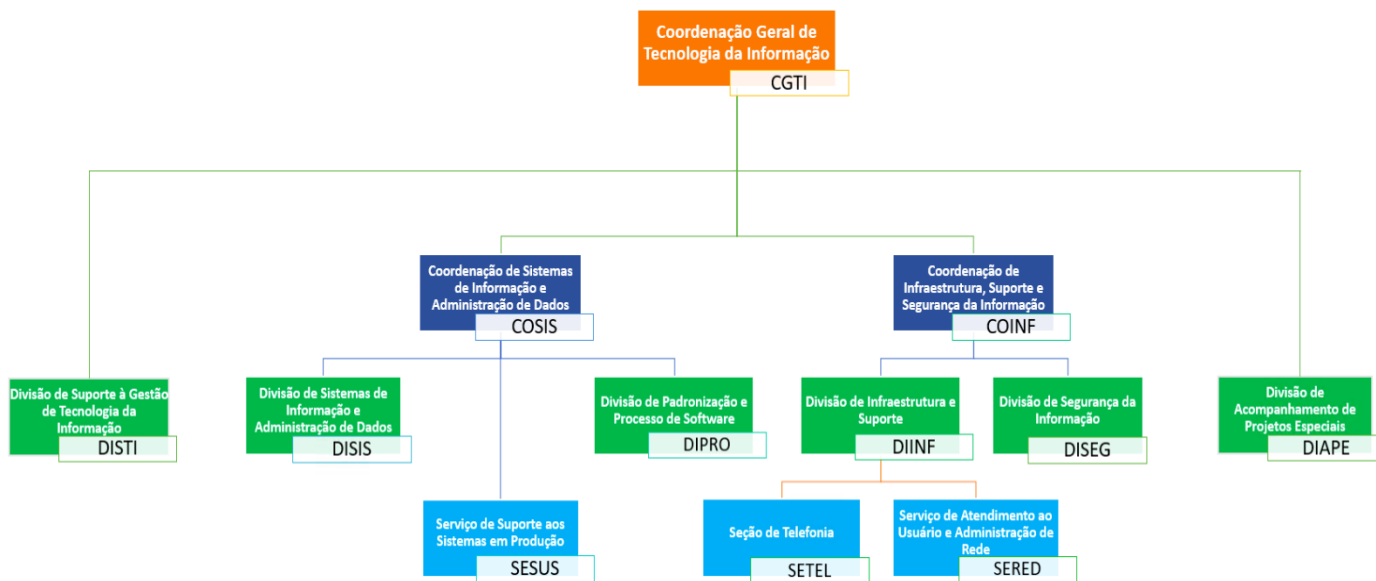 Coordenação Geral de
Tecnologia da Informação
CGTI
Coordenação de Sistemas
de Informação e
Administração de Dados
COSIS
Coordenação de
Infraestrutura, Suporte e
Segurança da Informação
COINF
Divisão de Suporte à Gestão
de Tecnologia da
Informação
DISTI
Divisão de Sistemas de
Informação e
Administração de Dados
DISIS
Divisão de Padronização e
Processo de Software
DIPRO
Divisão de Infraestrutura e
Suporte
DIINF
Divisão de Segurança da
Informação
DISEG
Divisão de
Acompanhamento de
Projetos Especiais
DIAPE
Serviço de Suporte aos
Sistemas em Produção
SESUS
Seção de Telefonia
SETEL
Serviço de Atendimento ao
Usuário e Administração de
Rede
SERED